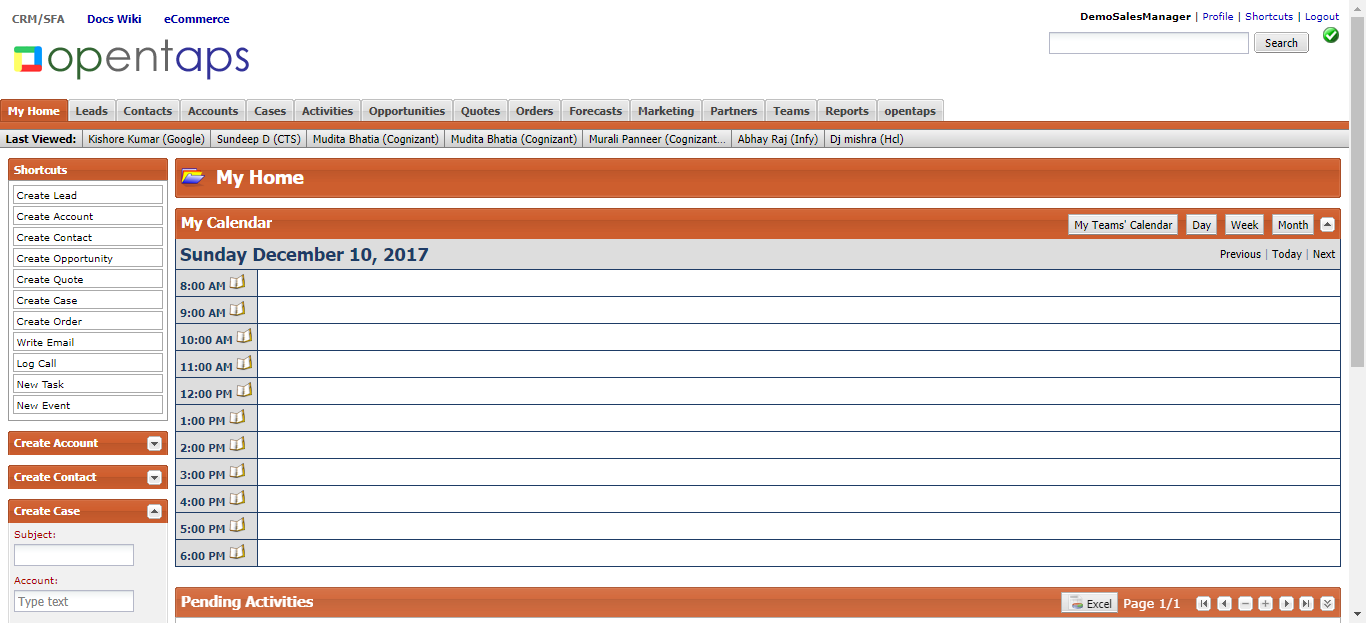 CRM/SFA Docs Wiki eCommerce
DemoSalesManager | Profile | Shortcuts | Logout
opentaps
Search
My Home Leads Contacts Accounts Cases Activities Opportunities Quotes Orders Forecasts Marketing Partners Teams Reports opentaps
Last Viewed: Kishore Kumar (Google) Sundeep D (CTS) Mudita Bhatia (Cognizant) Mudita Bhatia (Cognizant) Murali Panneer (Cognizant... Abhay Raj (Infy) Dj mishra (Hcl)
Shortcuts
Create Lead
Create Account
Create Contact
Create Opportunity
Create Quote
Create Case
Create Order
Write Email
Log Call
New Task
New Event
Create Account
Create Contact
Create Case
Subject:
Account:
Type text
My Home
My Calendar
My Teams' Calendar Day Week Month
Sunday December 10, 2017
Previous | Today | Next
8:00 AM
9:00 AM
10:00 AM
11:00 AM
12:00 PM
1:00 PM
2:00 PM
3:00 PM
4:00 PM
5:00 PM
6:00 PM
Pending Activities
Excel Page 1/1